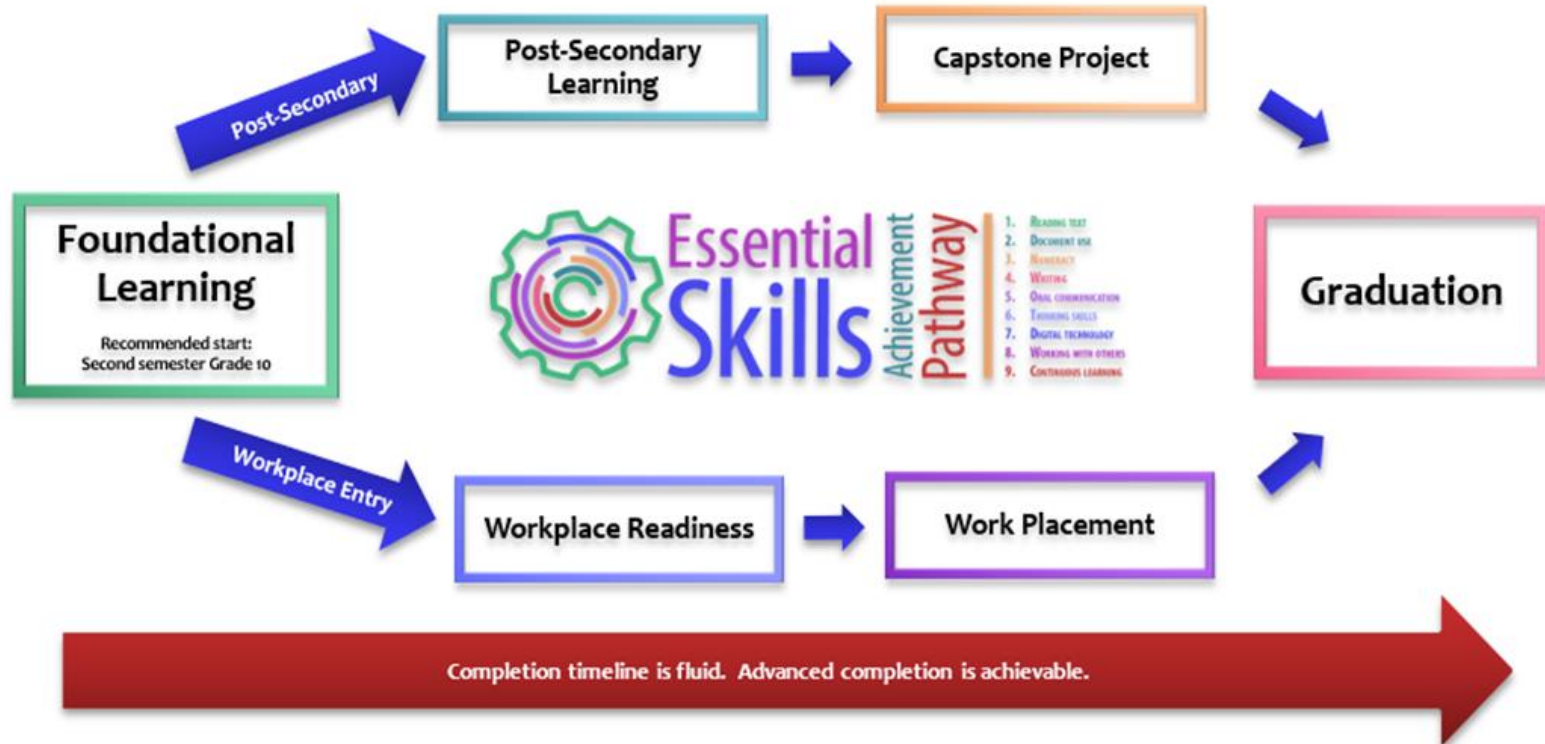 Post-Secondary
Post-Secondary
Learning
Capstone Project
Foundational
Learning
Recommended start:
Second semester Grade 10
Essential
Skills
Achievement
Pathway
1. READING TEXT
2. DOCUMENT USE
3. NUMERACY
4. WRITING
5. ORAL COMMUNICATION
6. THINKING SKILLS
7. DIGITAL TECHNOLOGY
8. WORKING WITH OTHERS
9. CONTINUOUS LEARNING
Graduation
Workplace Entry
Workplace Readiness
Work Placement
Completion timeline is fluid. Advanced completion is achievable.